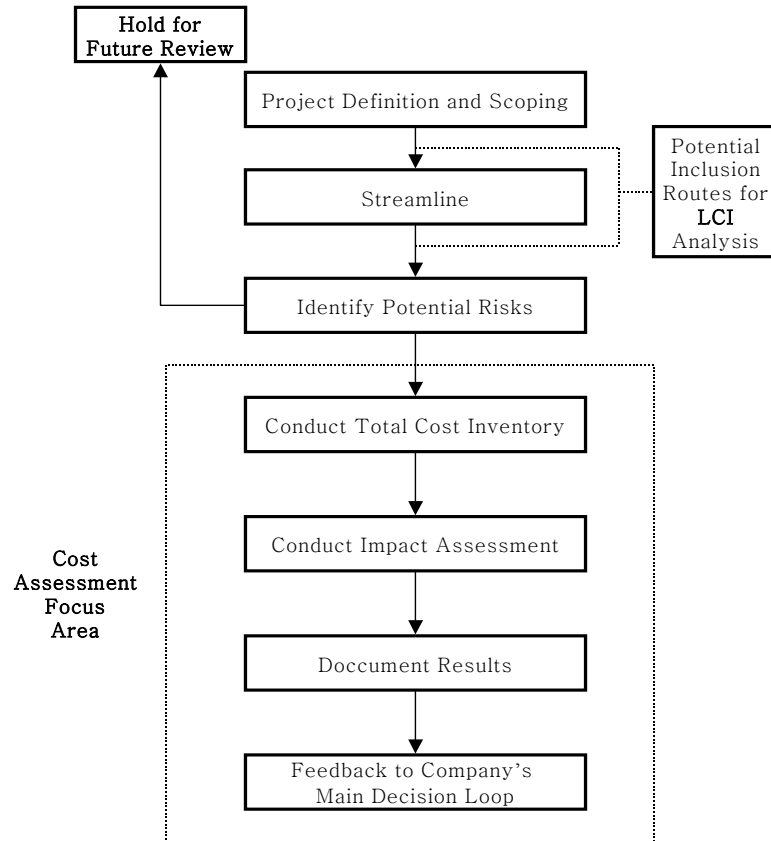 Hold for
Future Review
Project Definition and Scoping
Potential
Inclusion
Routes for
LCI
Analysis
Streamline
Identify Potential Risks
Conduct Total Cost Inventory
Conduct Impact Assessment
Cost
Assessment
Focus
Area
Doccument Results
Feedback to Company's
Main Decision Loop